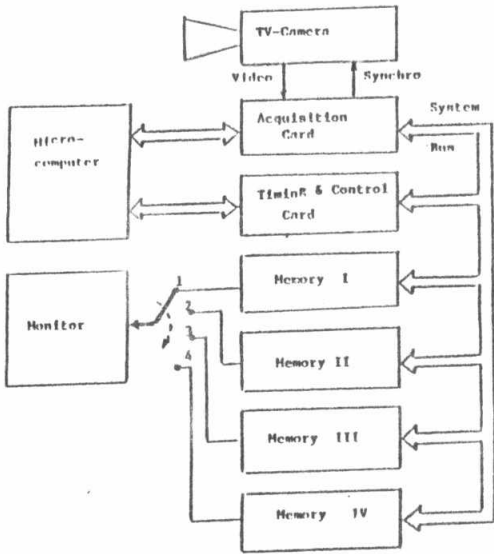 TV-Camera
Video
Synchro
Acquisition
Card
System
Bus
Micro-
computer
Timing & Control
Card
Memory I
Monitor
1
2
3
4
Memory II
Memory III
Memory IV